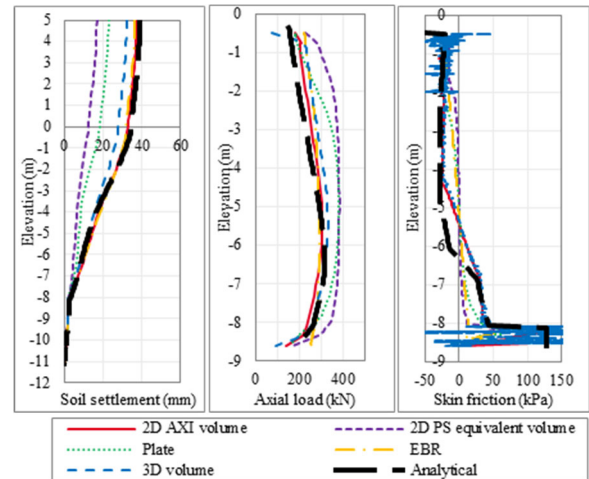 5
4
3
2
1
0
-1
-2
-3
-4
-5
-6
-7
-8
-9
-10
-11
-12
0 20 40 60
Elevation (m)
Soil settlement (mm)
0
-1
-2
-3
-4
-5
-6
-7
-8
-9
0 200 400
Elevation (m)
Axial load (kN)
0
-1
-2
-3
-4
-5
-6
-7
-8
-9
-50 0 50 100 150
Elevation (m)
Skin friction (kPa)
2D AXI volume
2D PS equivalent volume
Plate
EBR
3D volume
Analytical